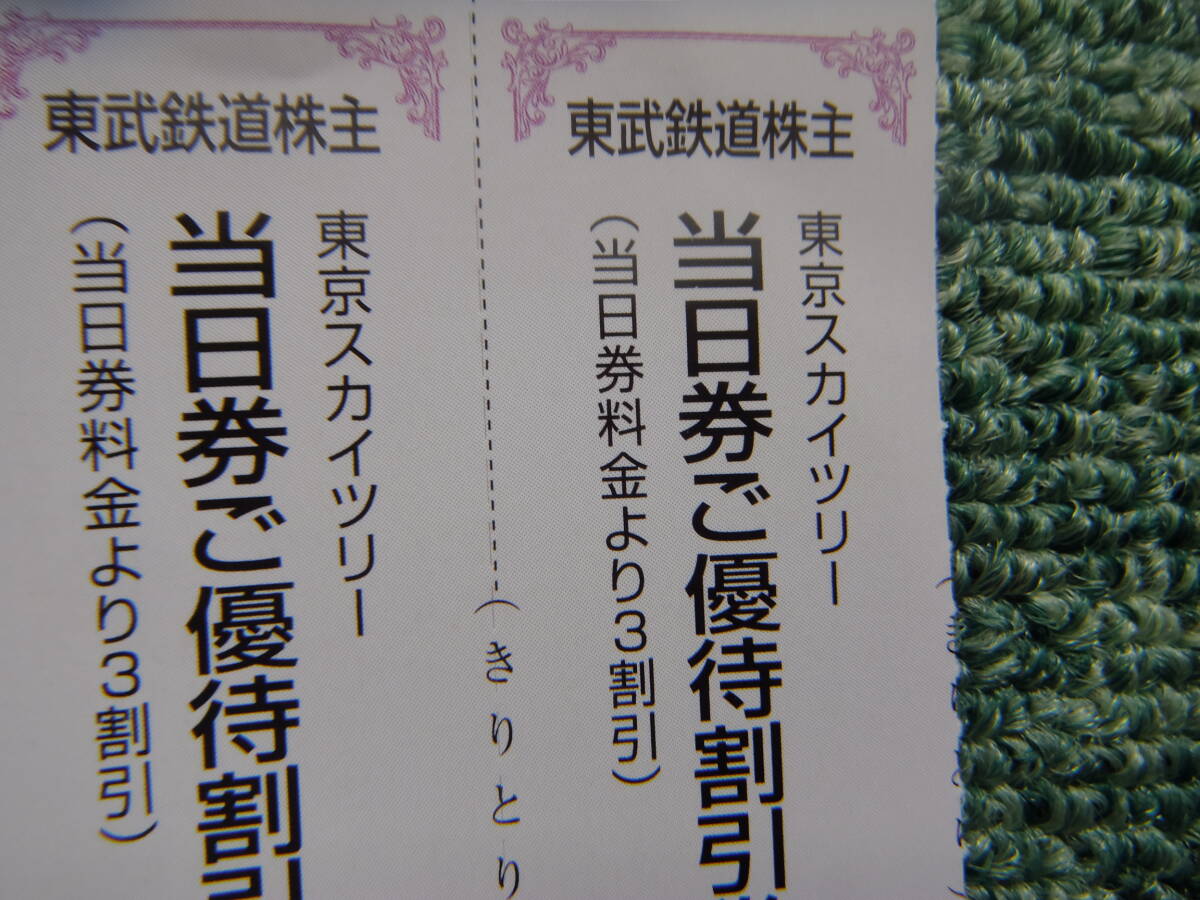 東武鉄道株主
東京スカイツリー
当日券ご優待割引
(当日券料金より3割引)
(きりとり
東武鉄道株主
東京スカイツリー
当日券ご優待割引
(当日券料金より3割引)